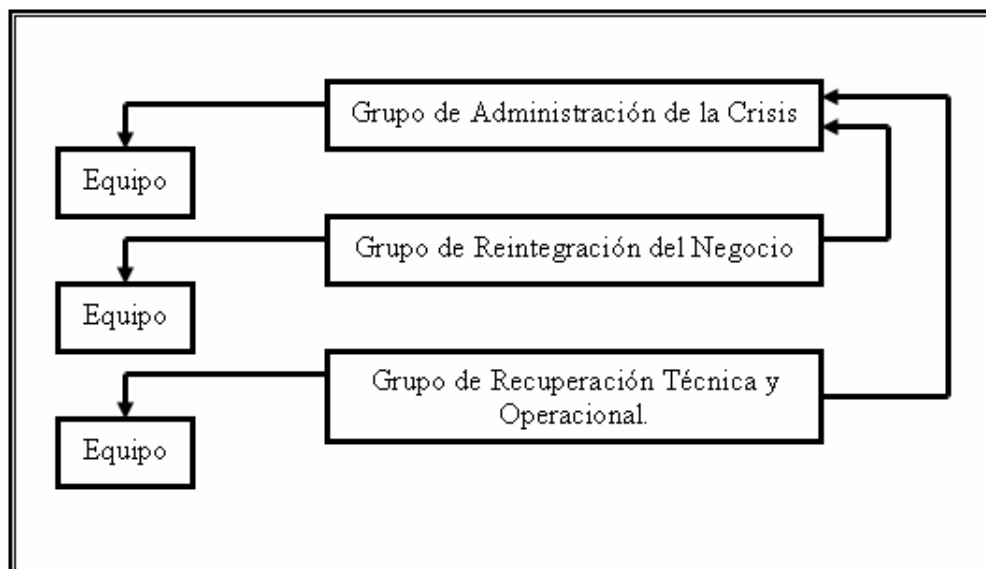 Grupo de Administración de la Crisis
Equipo
Grupo de Reintegración del Negocio
Equipo
Grupo de Recuperación Técnica y
Operacional.
Equipo